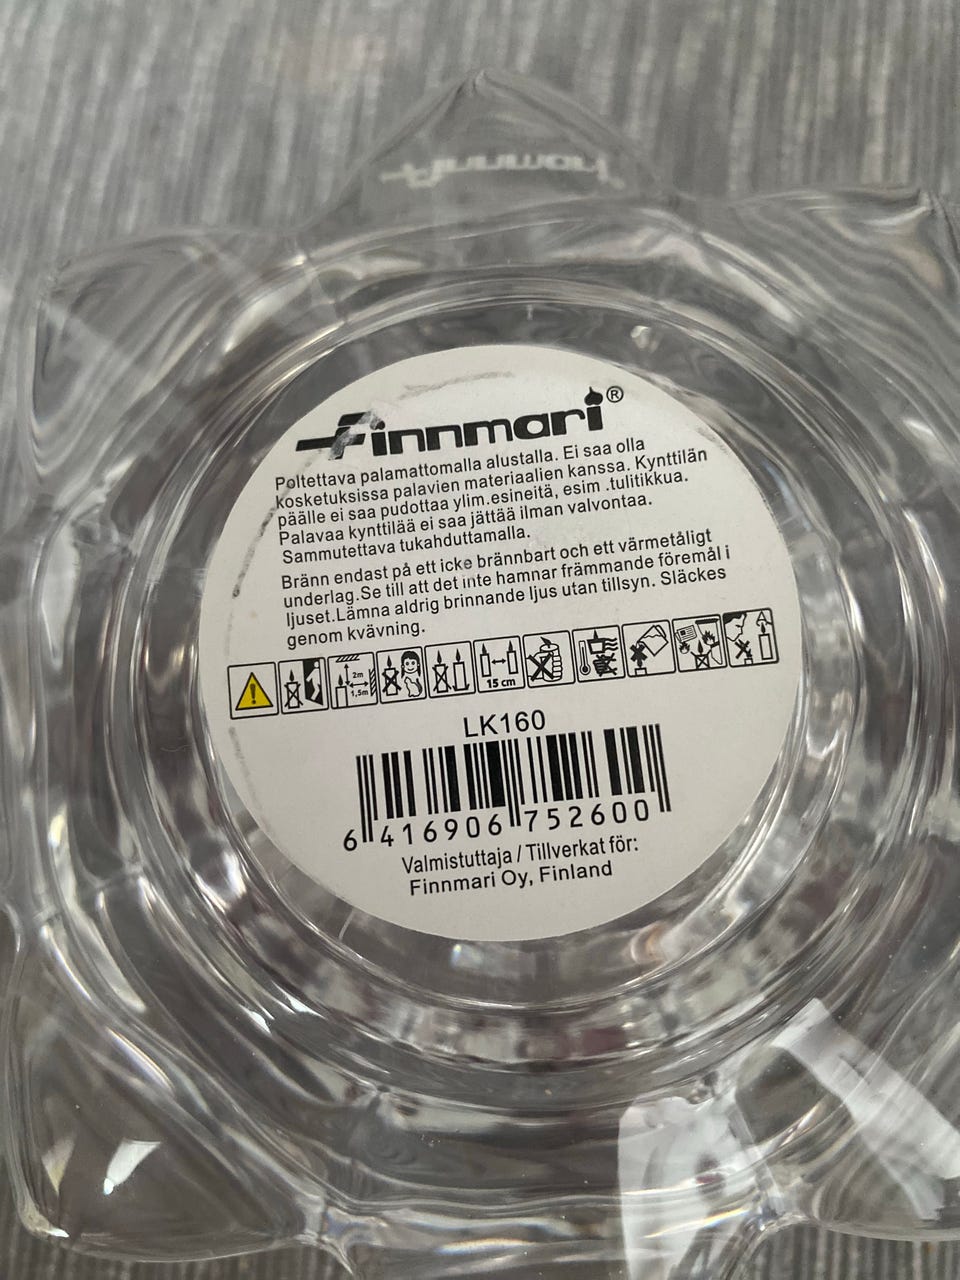 Finnmari®
Poltettava palamattomalla alustalla. Ei saa olla
kosketuksissa palavien materiaalien kanssa. Kynttilän
päälle ei saa pudottaa ylim.esineitä, esim .tulitikkua.
Palavaa kynttilää ei saa jättää ilman valvontaa.
Sammutettava tukahduttamalla.
Bränn endast på ett icke brännbart och ett värmetåligt
underlag.Se till att det inte hamnar främmande föremål i
ljuset.Lämna aldrig brinnande ljus utan tillsyn. Släckes
genom kvävning.
2m
1,5m
15 cm
LK160
6 416906 752600
Valmistuttaja / Tillverkat för:
Finnmari Oy, Finland